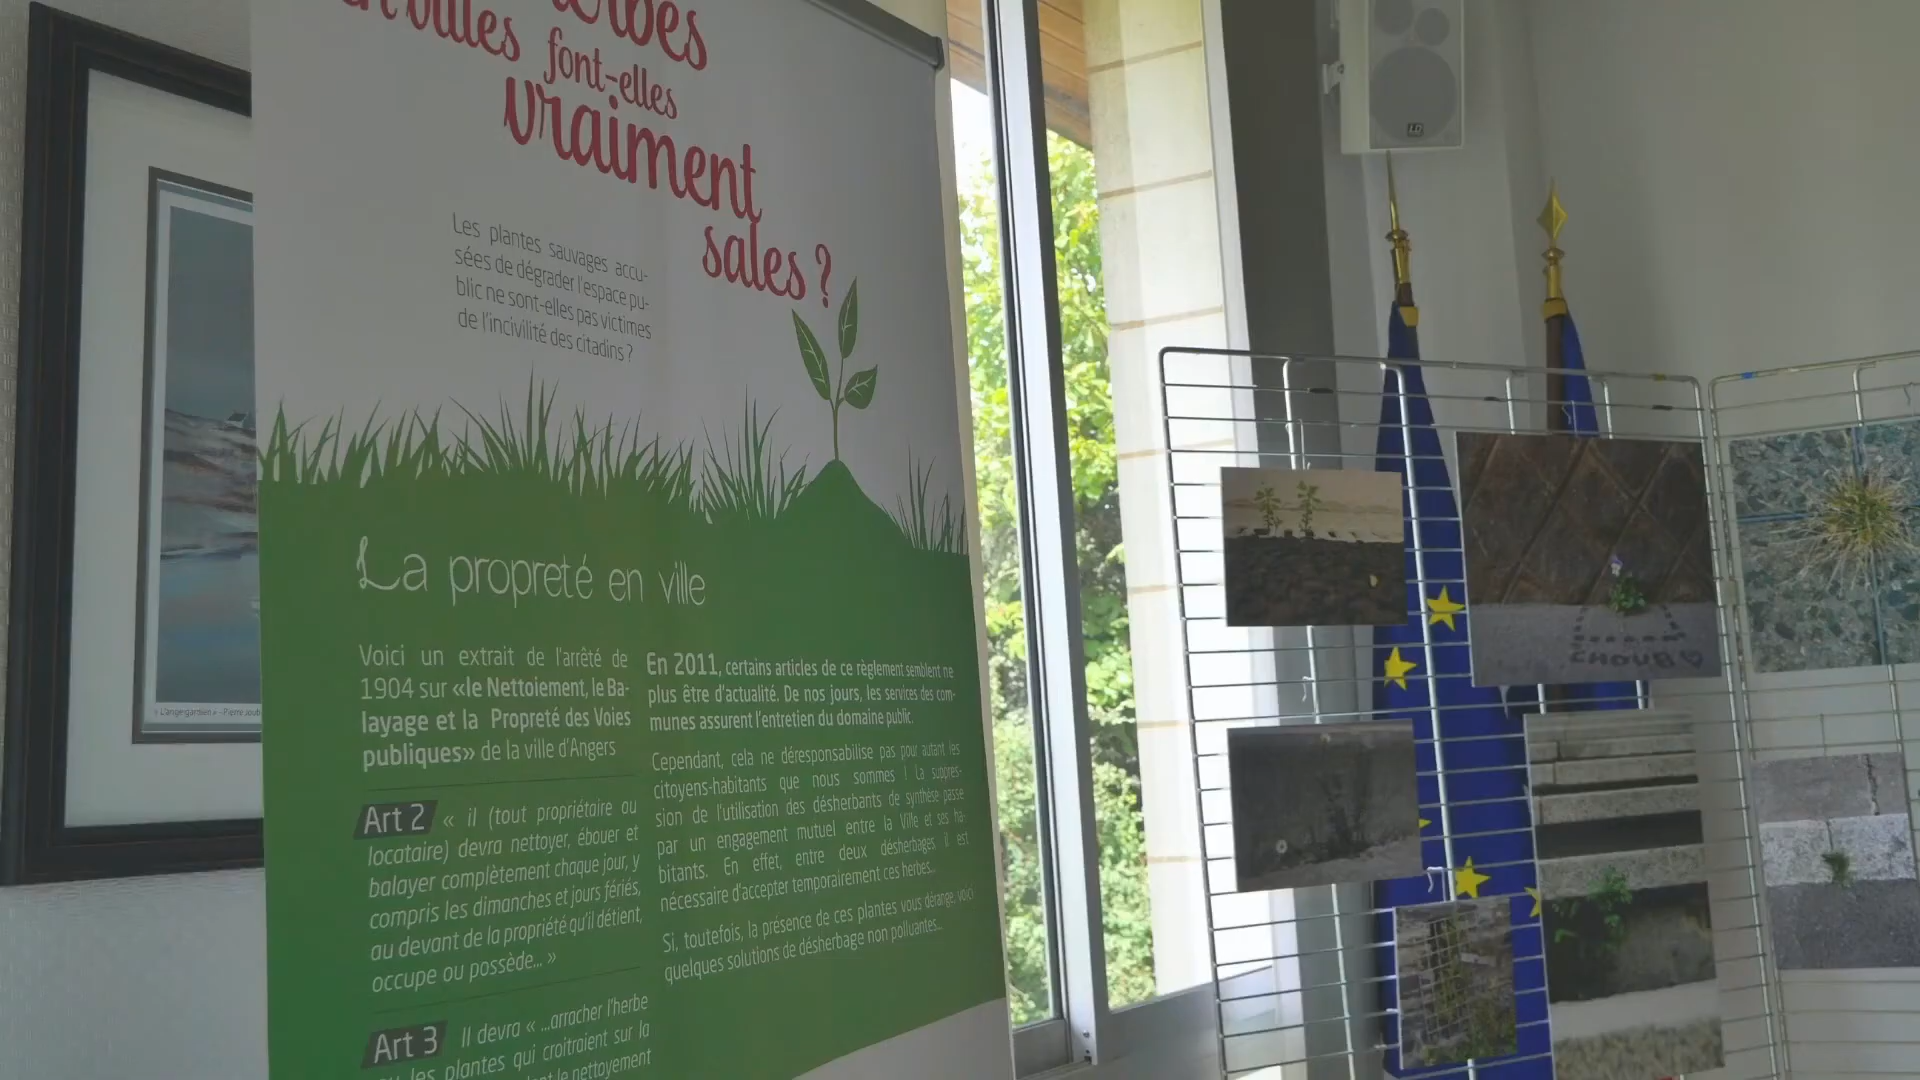 font-elles
vraiment
sales ?
Les plantes sauvages accu-
sées de dégrader l'espace pu-
blic ne sont-elles pas victimes
de l'incivilité des citadins ?
La propreté en ville
Voici un extrait de l'arrêté de
1904 sur «le Nettoiement, le Ba-
layage et la Propreté des Voies
publiques» de la ville d'Angers
Art 2 « il (tout propriétaire ou
locataire) devra nettoyer, ébouer et
balayer complètement chaque jour, y
compris les dimanches et jours fériés,
au devant de la propriété qu'il détient,
occupe ou possède... »
Art 3 Il devra « ...arracher l'herbe
les plantes qui croitraient sur la
le nettoyement
En 2011, certains articles de ce règlement semblent ne
plus être d'actualité. De nos jours, les services des com-
munes assurent l'entretien du domaine public.
Cependant, cela ne déresponsabilise pas pour autant les
citoyens-habitants que nous sommes ! La suppres-
sion de l'utilisation des désherbants de synthèse passe
par un engagement mutuel entre la Ville et ses ha-
bitants. En effet, entre deux désherbages il est
nécessaire d'accepter temporairement ces herbes...
Si, toutefois, la présence de ces plantes vous dérange, voici
quelques solutions de désherbage non polluantes...
«L'ange gardien» - Pierre
LD